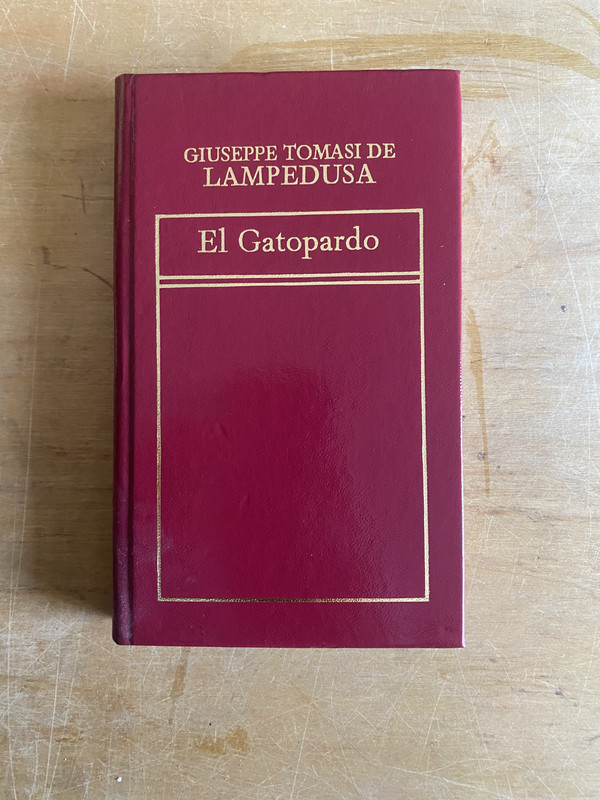 GIUSEPPE TOMASI DE
LAMPEDUSA
El Gatopardo